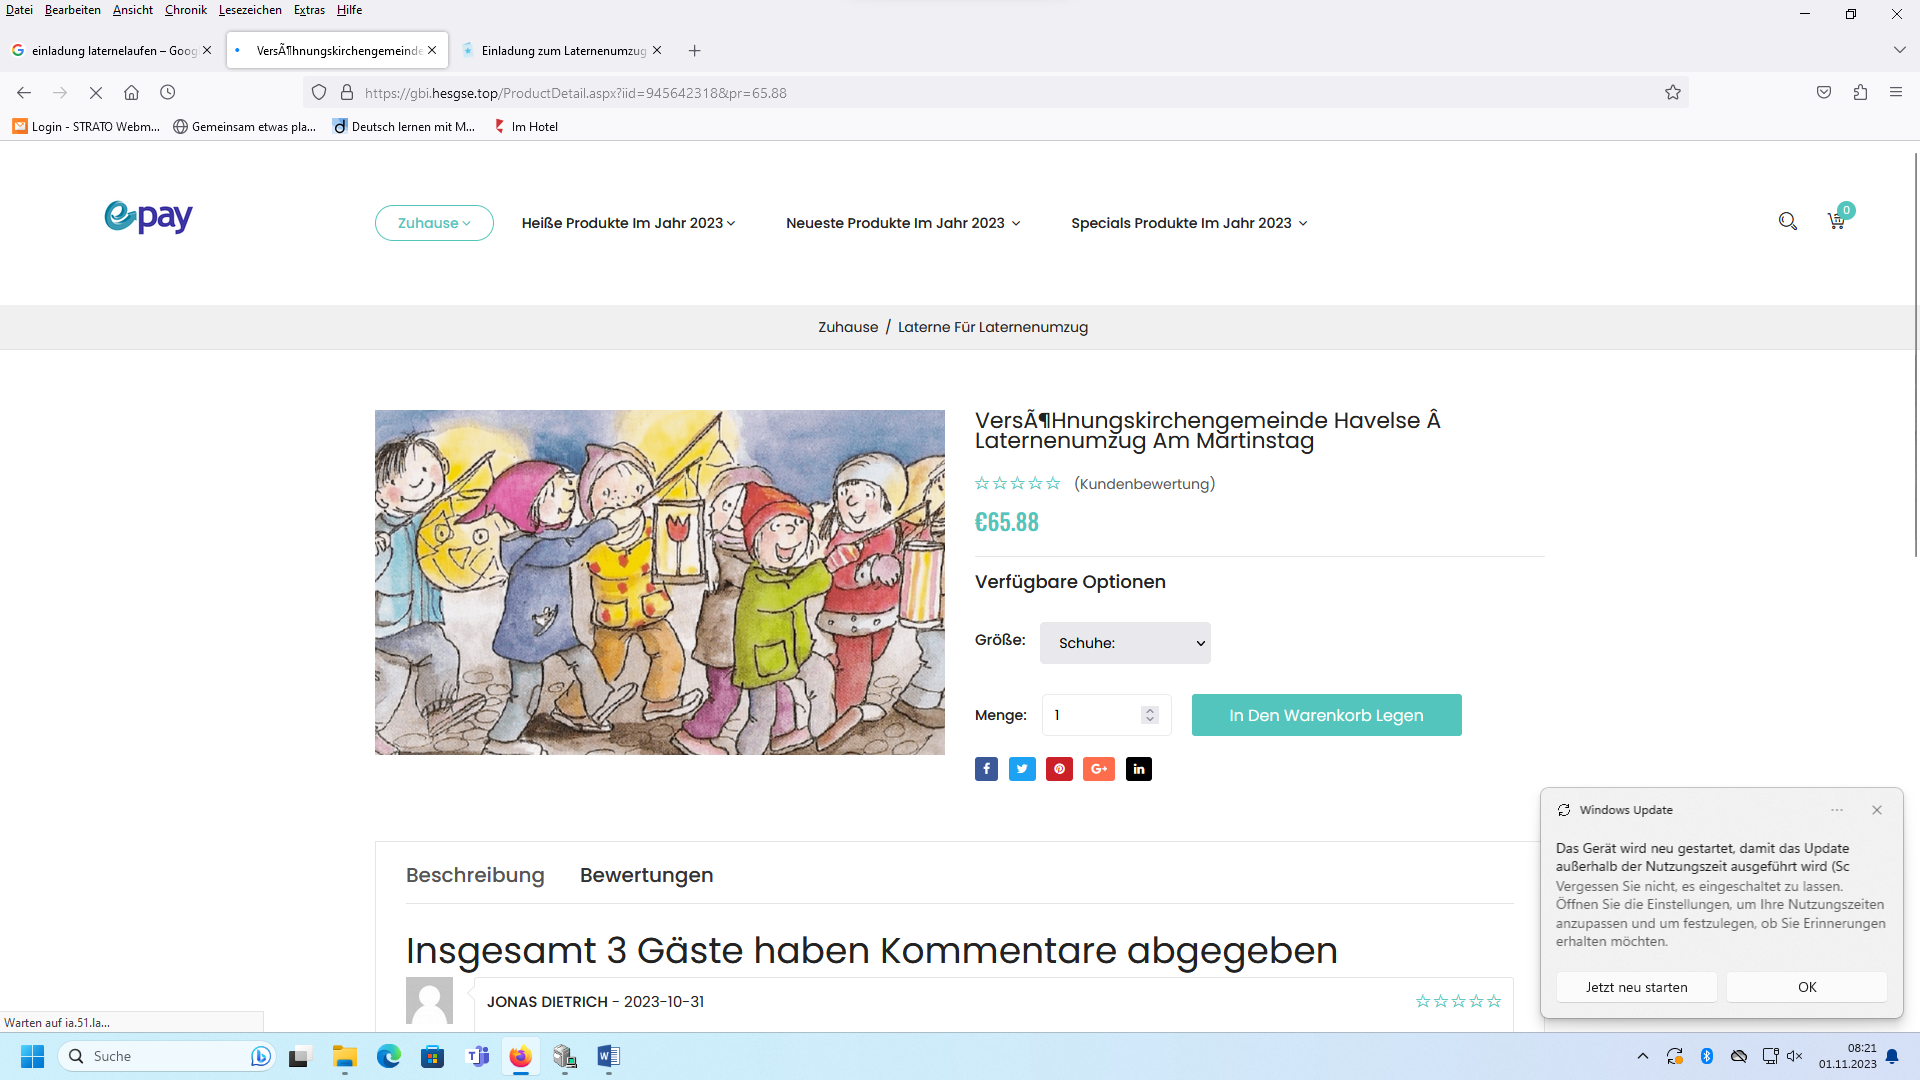 Datei Bearbeiten Ansicht Chronik Lesezeichen Extras Hilfe
einladung laternelaufen – Goog
VersÃ¶hnungskirchengemeinde
Einladung zum Laternenumzug
https://gbi.hesgse.top/ProductDetail.aspx?iid=945642318&pr=65.88
Login - STRATO Webm... Gemeinsam etwas pla... Deutsch lernen mit M... Im Hotel
epay
Zuhause
Heiße Produkte Im Jahr 2023
Neueste Produkte Im Jahr 2023
Specials Produkte Im Jahr 2023
0
Zuhause / Laterne Für Laternenumzug
VersÃ¶Hnungskirchengemeinde Havelse Â
Laternenumzug Am Martinstag
(Kundenbewertung)
€65.88
Verfügbare Optionen
Größe: Schuhe:
Menge: 1 In Den Warenkorb Legen
Beschreibung Bewertungen
Insgesamt 3 Gäste haben Kommentare abgegeben
JONAS DIETRICH - 2023-10-31
Windows Update
Das Gerät wird neu gestartet, damit das Update
außerhalb der Nutzungszeit ausgeführt wird (Sc
Vergessen Sie nicht, es eingeschaltet zu lassen.
Öffnen Sie die Einstellungen, um Ihre Nutzungszeiten
anzupassen und um festzulegen, ob Sie Erinnerungen
erhalten möchten.
Jetzt neu starten OK
Warten auf ia.51.la...
Suche
08:21
01.11.2023